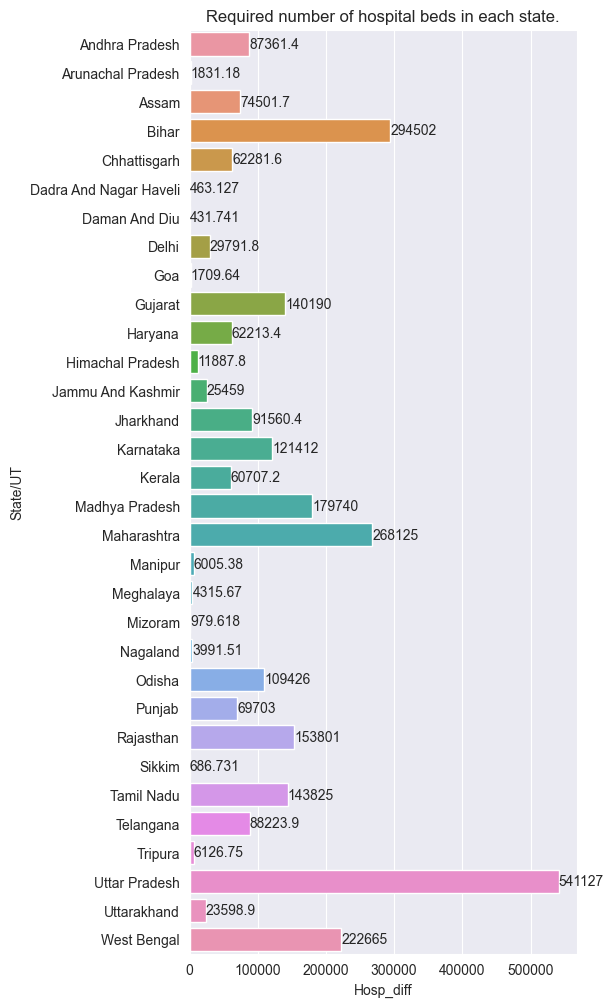 Required number of hospital beds in each state.
Andhra Pradesh 87361.4
Arunachal Pradesh 1831.18
Assam 74501.7
Bihar 294502
Chhattisgarh 62281.6
Dadra And Nagar Haveli 463.127
Daman And Diu 431.741
Delhi 29791.8
Goa 1709.64
Gujarat 140190
Haryana 62213.4
Himachal Pradesh 11887.8
Jammu And Kashmir 25459
Jharkhand 91560.4
Karnataka 121412
Kerala 60707.2
State/UT
Madhya Pradesh 179740
Maharashtra 268125
Manipur 6005.38
Meghalaya 4315.67
Mizoram 979.618
Nagaland 3991.51
Odisha 109426
Punjab 69703
Rajasthan 153801
Sikkim 686.731
Tamil Nadu 143825
Telangana 88223.9
Tripura 6126.75
Uttar Pradesh 541127
Uttarakhand 23598.9
West Bengal 222665
0 100000 200000 300000 400000 500000
Hosp_diff